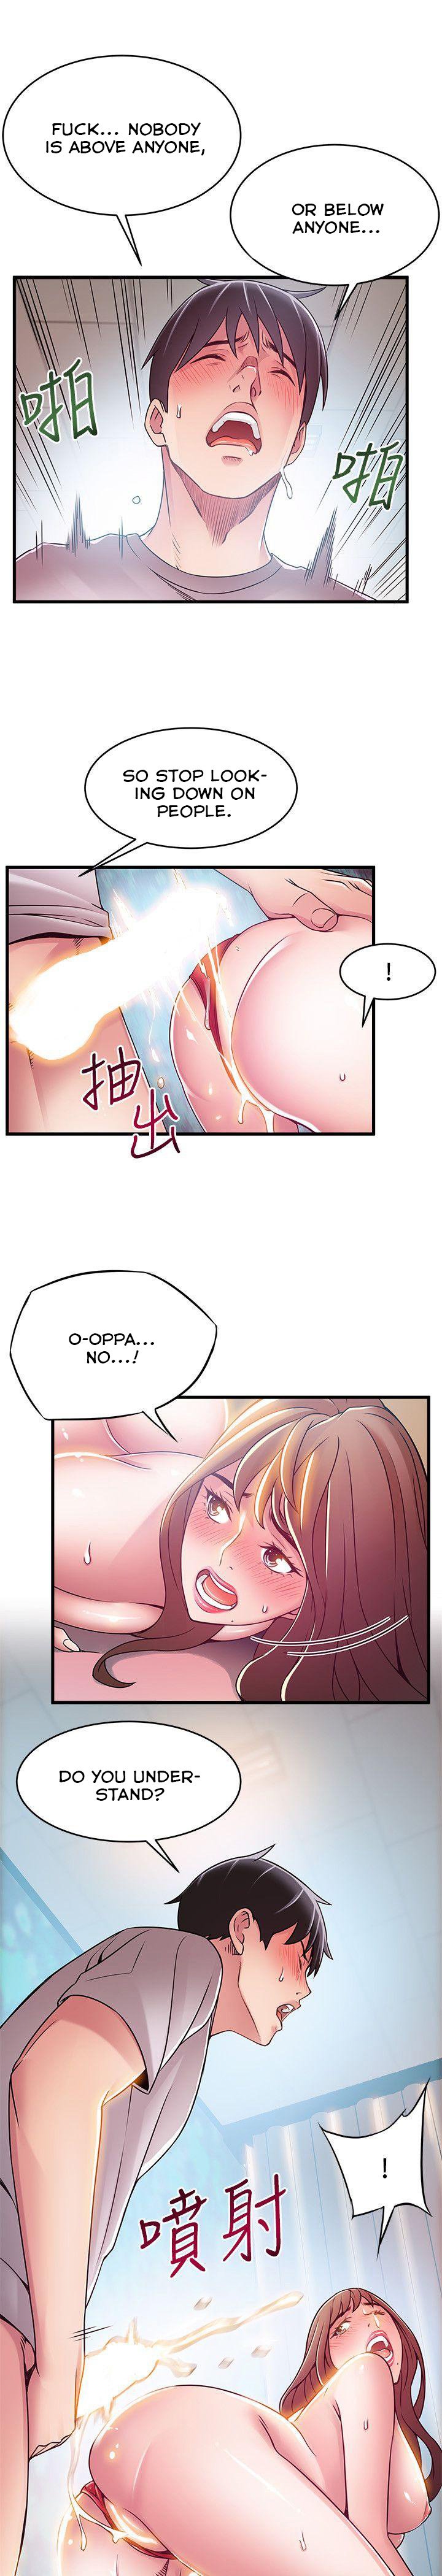 FUCK... NOBODY
IS ABOVE ANYONE,
OR BELOW
ANYONE...
啪
啪
SO STOP LOOK-
ING DOWN ON
PEOPLE.
!
抽
出
O-OPPA...
NO...!
DO YOU UNDER-
STAND?
!
噴射